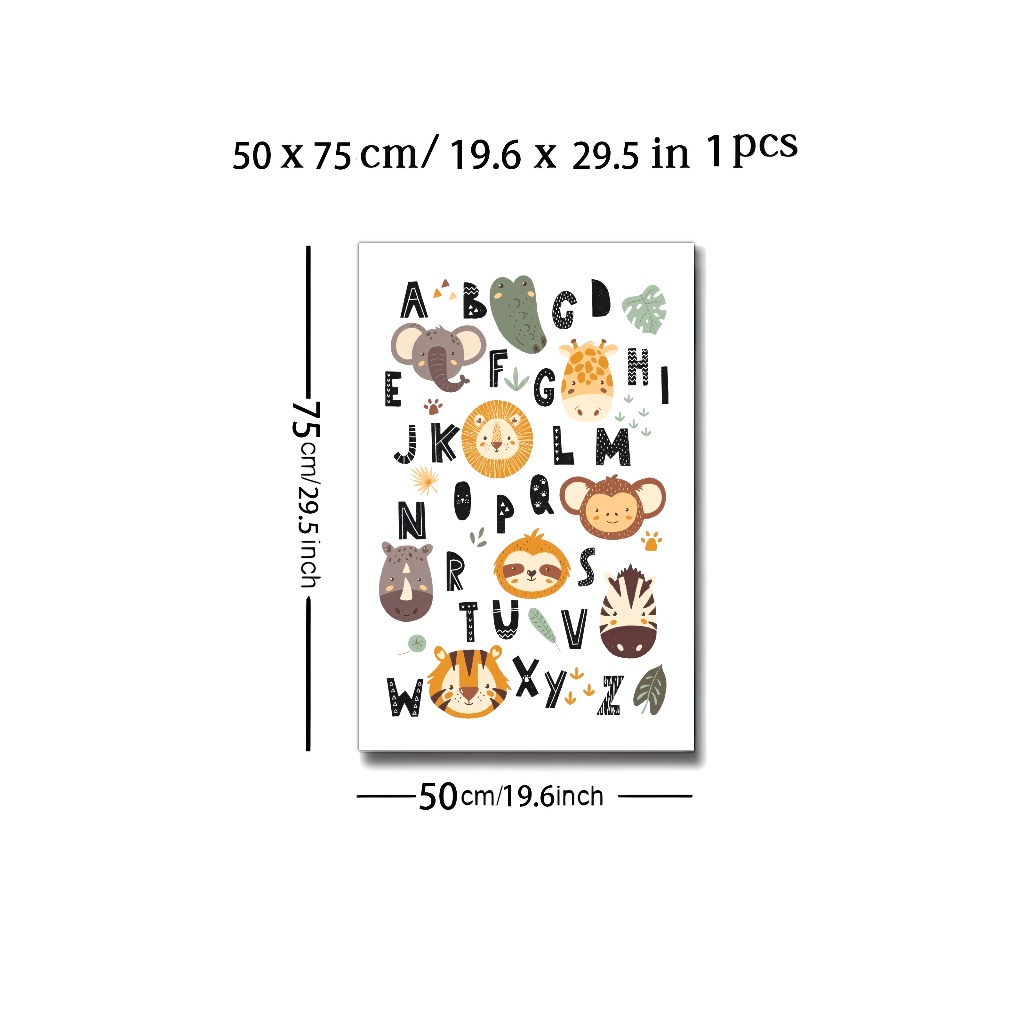 50 x 75 cm/ 19.6 x 29.5 in 1 pcs
A B C D
E F G H I
J K L M
N O P Q
R S
T U V
W X Y Z
75cm/29.5inch
50cm/19.6inch